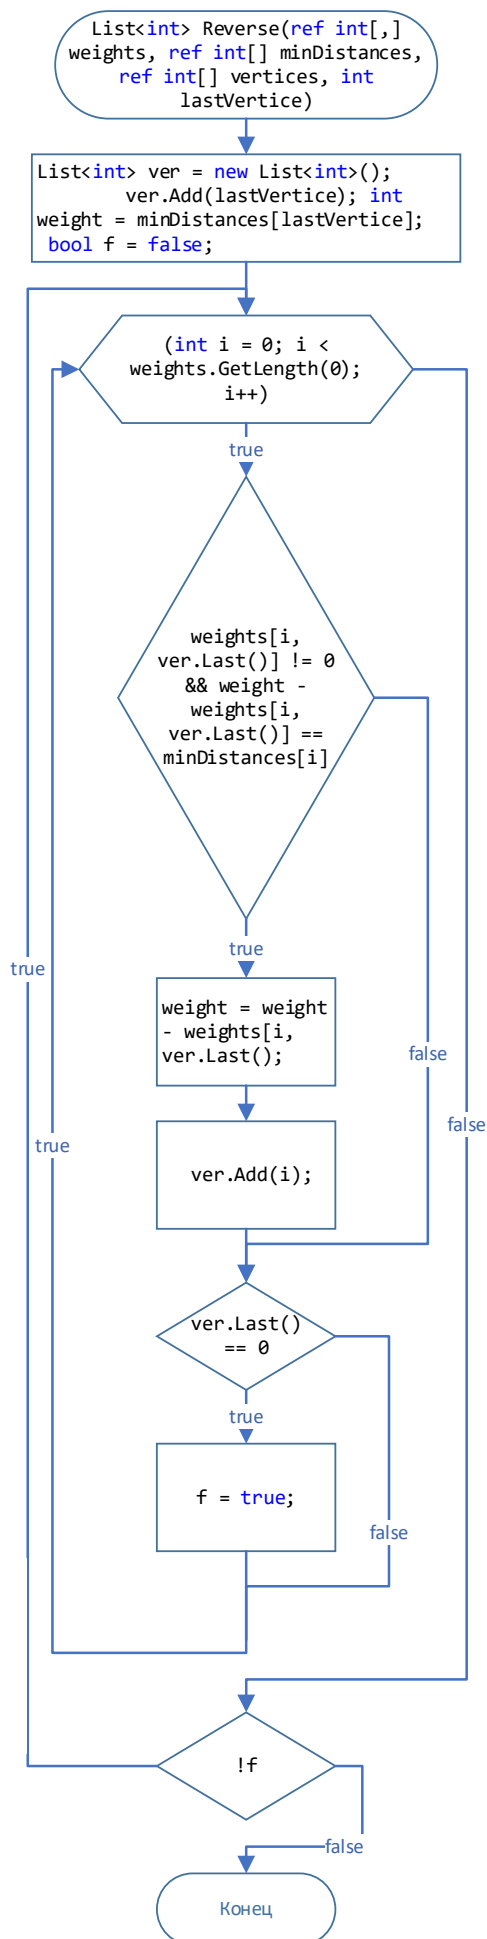 List<int> Reverse(ref int[,]
weights, ref int[] minDistances,
ref int[] vertices, int
lastVertice)
List<int> ver = new List<int>();
ver.Add(lastVertice); int
weight = minDistances[lastVertice];
bool f = false;
(int i = 0; i <
weights.GetLength(0);
i++)
true
weights[i,
ver.Last()] != 0
&& weight -
weights[i,
ver.Last()] ==
minDistances[i]
true
true
weight = weight
- weights[i,
ver.Last();
false
false
true
ver.Add(i);
ver.Last()
== 0
true
f = true;
false
!f
false
Конец